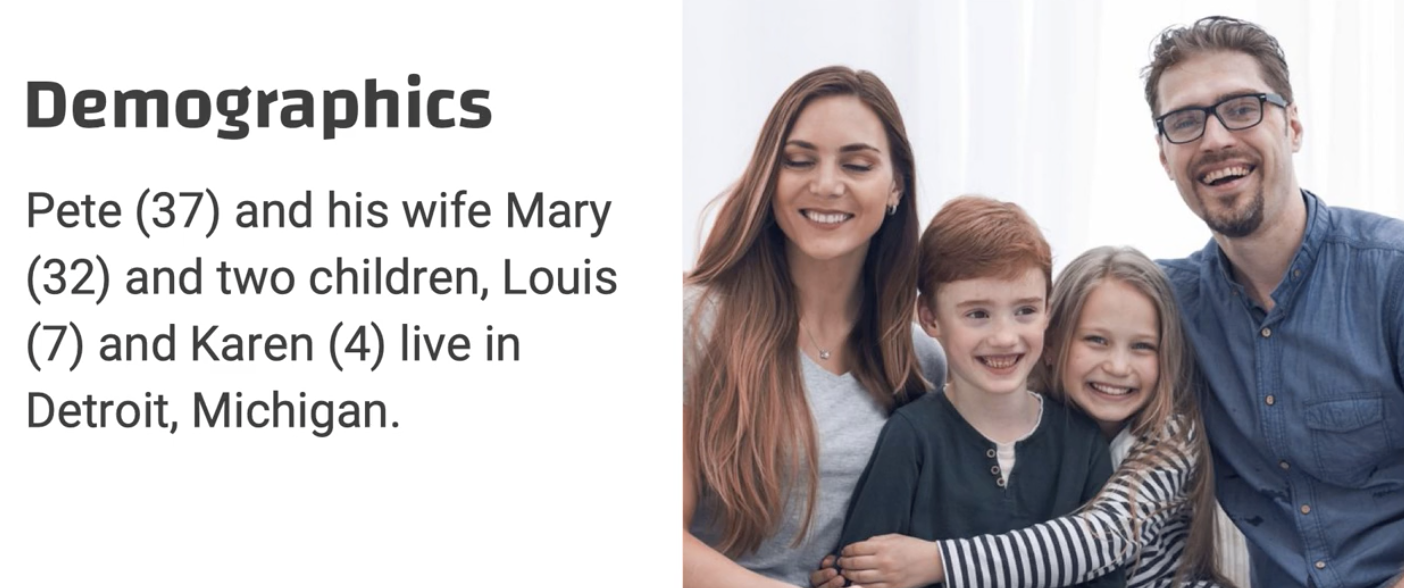 Demographics
Pete (37) and his wife Mary
(32) and two children, Louis
(7) and Karen (4) live in
Detroit, Michigan.